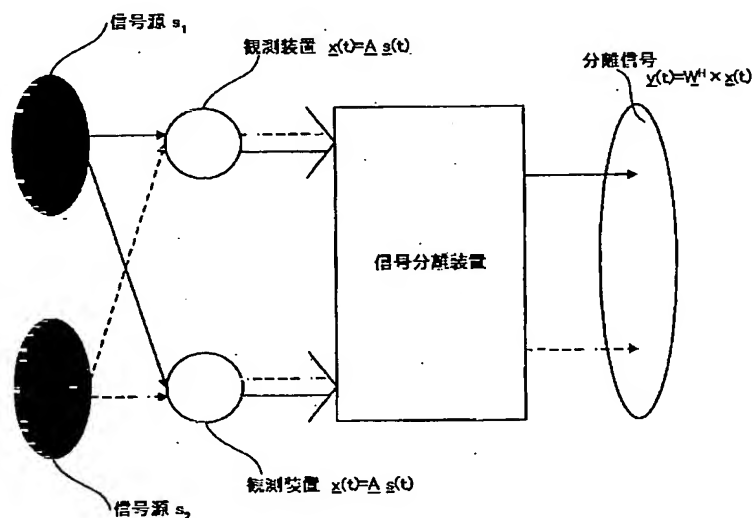 信号源 s₁
観測装置 x(t)=A s(t)
分離信号
y(t)=Wᴴ × x(t)
信号分離装置
観測装置 x(t)=A s(t)
信号源 s₂